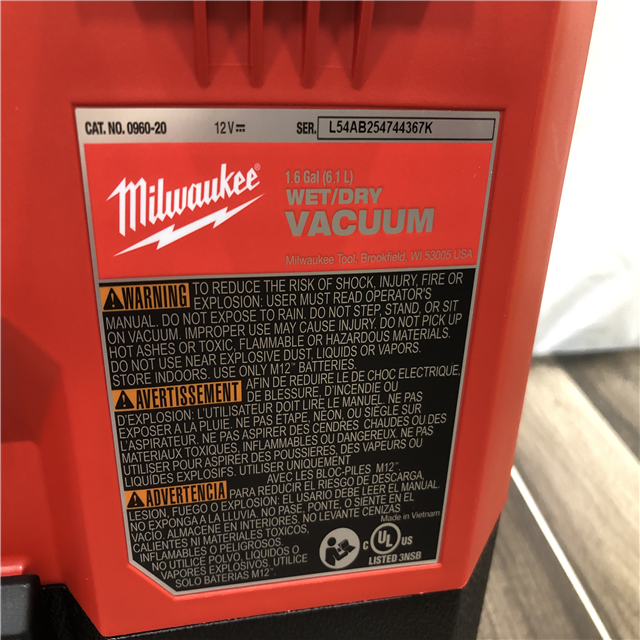 CAT. NO. 0960-20 12V⎓ SER. L54AB254744367K
Milwaukee®
1.6 Gal (6,1 L)
WET/DRY
VACUUM
Milwaukee Tool, Brookfield, WI 53005 USA
WARNING TO REDUCE THE RISK OF SHOCK, INJURY, FIRE OR
EXPLOSION: USER MUST READ OPERATOR'S
MANUAL. DO NOT EXPOSE TO RAIN. DO NOT STEP, STAND, OR SIT
ON VACUUM. IMPROPER USE MAY CAUSE INJURY. DO NOT PICK UP
HOT ASHES OR TOXIC, FLAMMABLE OR HAZARDOUS MATERIALS.
DO NOT USE NEAR EXPLOSIVE DUST, LIQUIDS OR VAPORS.
STORE INDOORS. USE ONLY M12™ BATTERIES.
AVERTISSEMENT AFIN DE REDUIRE LE DE CHOC ELECTRIQUE,
DE BLESSURE, D'INCENDIE OU
D'EXPLOSION: L'UTILISATEUR DOIT LIRE LE MANUEL. NE PAS
EXPOSER A LA PLUIE. NE PAS ETAPE, NEON, OU SIEGLE SUR
L'ASPIRATEUR. NE PAS ASPIRER DES CENDRES CHAUDES OU DES
MATERIAUX TOXIQUES, INFLAMMABLES OU DANGEREUX. NE PAS
UTILISER POUR ASPIRER DES POUSSIERES, DES VAPEURS OU
LIQUIDES EXPLOSIFS. UTILISER UNIQUEMENT
AVEC LES BLOC-PILES M12™
ADVERTENCIA PARA REDUCIR EL RIESGO DE DESCARGA,
LESION, FUEGO O EXPLOSION: EL USARIO DEBE LEER EL MANUAL.
NO EXPONGA A LA LLUVIA. NO PASE, PONTE, O SIENTE EN EL
VACIO. ALMACENE EN INTERIORES. NO LEVANTE CENIZAS
CALIENTES NI MATERIALES TOXICOS,
INFLAMABLES O PELIGROSOS.
NO UTILICE POLVO, LIQUIDOS O
VAPORES EXPLOSIVOS. UTILICE
SOLO BATERIAS M12™
Made in Vietnam
C UL® US
LISTED 3NSB